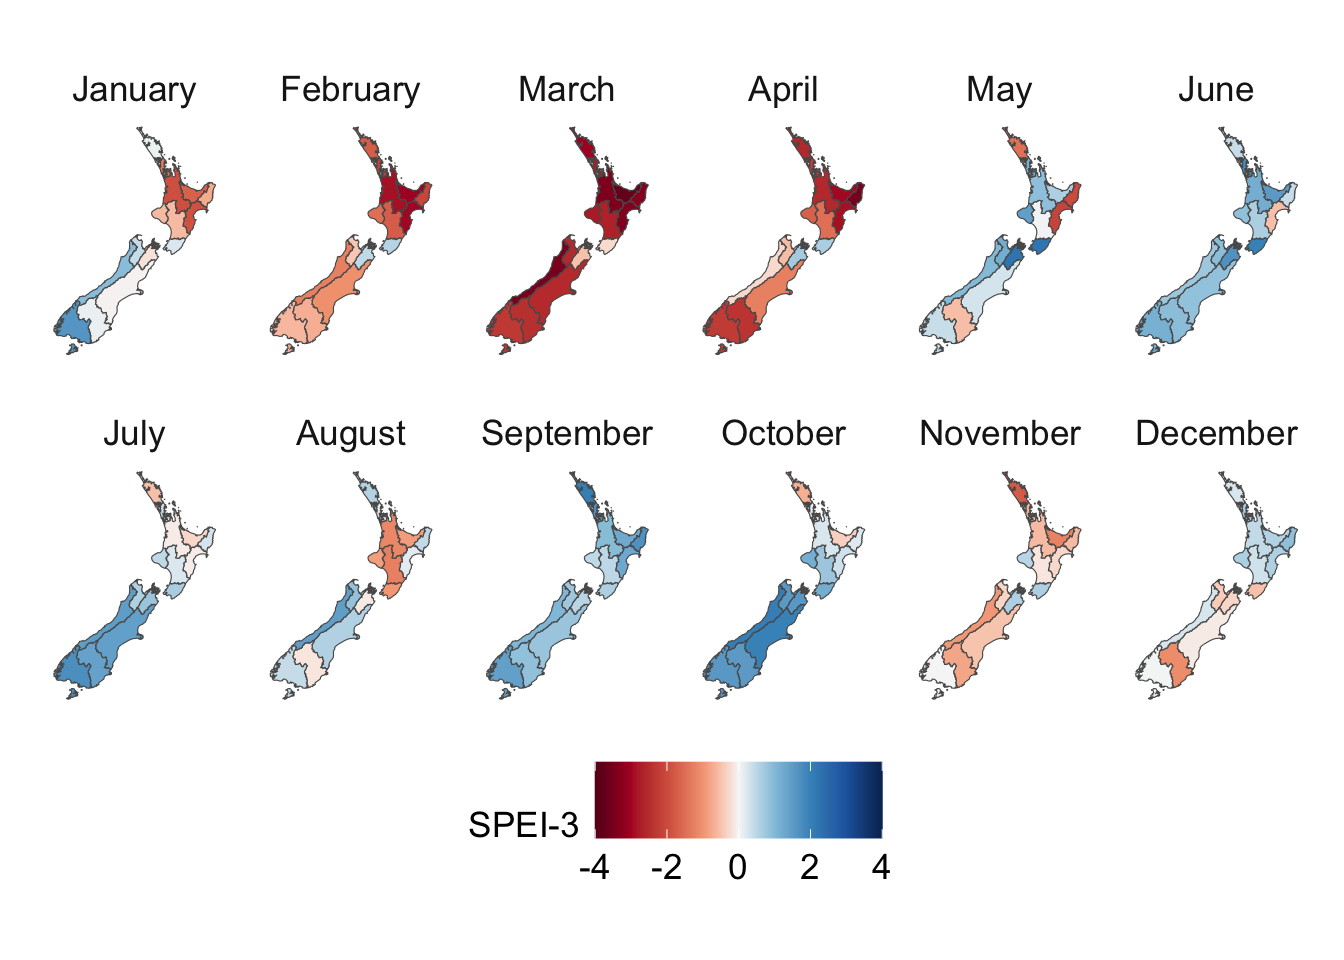 January
February
March
April
May
June
July
August
September
October
November
December
SPEI-3
-4
-2
0
2
4